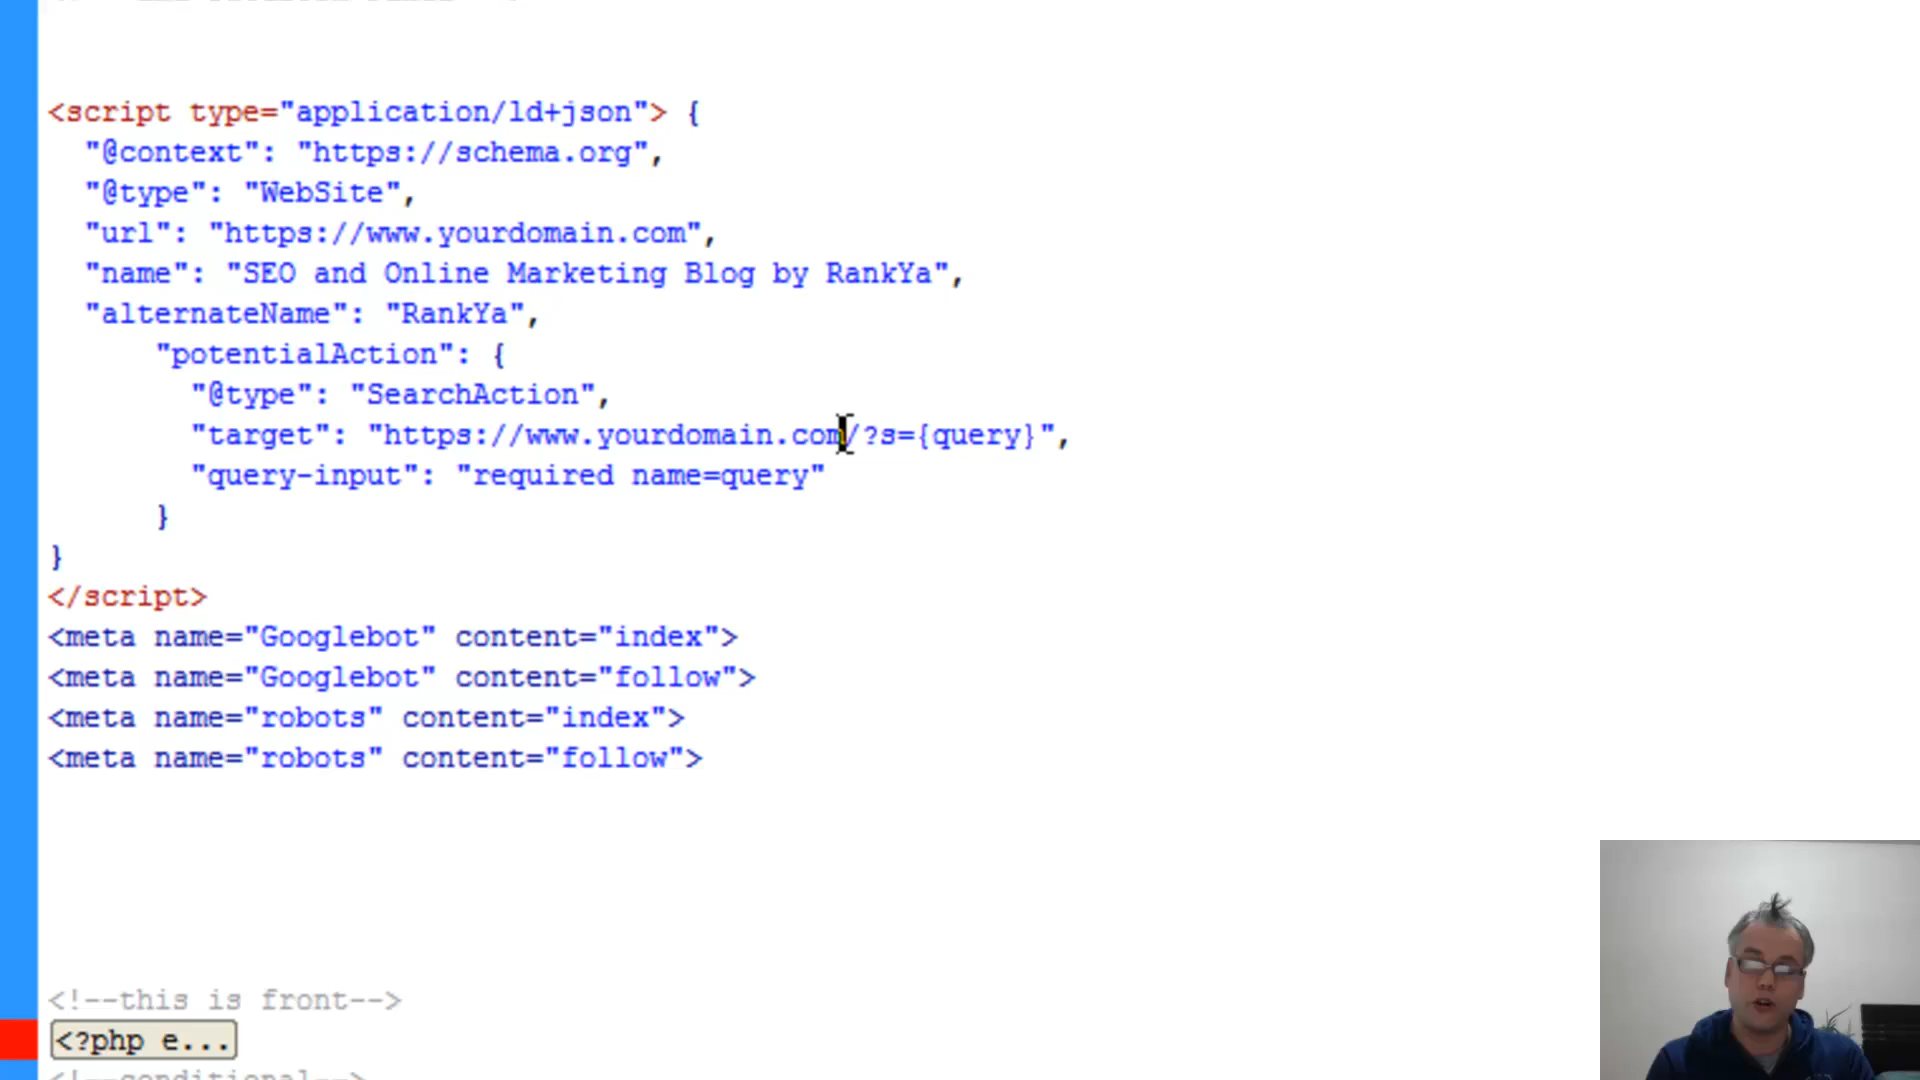 <script type="application/ld+json"> {
"@context": "https://schema.org",
"@type": "WebSite",
"url": "https://www.yourdomain.com",
"name": "SEO and Online Marketing Blog by RankYa",
"alternateName": "RankYa",
"potentialAction": {
"@type": "SearchAction",
"target": "https://www.yourdomain.com/?s={query}",
"query-input": "required name=query"
}
}
</script>
<meta name="Googlebot" content="index">
<meta name="Googlebot" content="follow">
<meta name="robots" content="index">
<meta name="robots" content="follow">
<!--this is front-->
<?php e...
<!--conditional-->